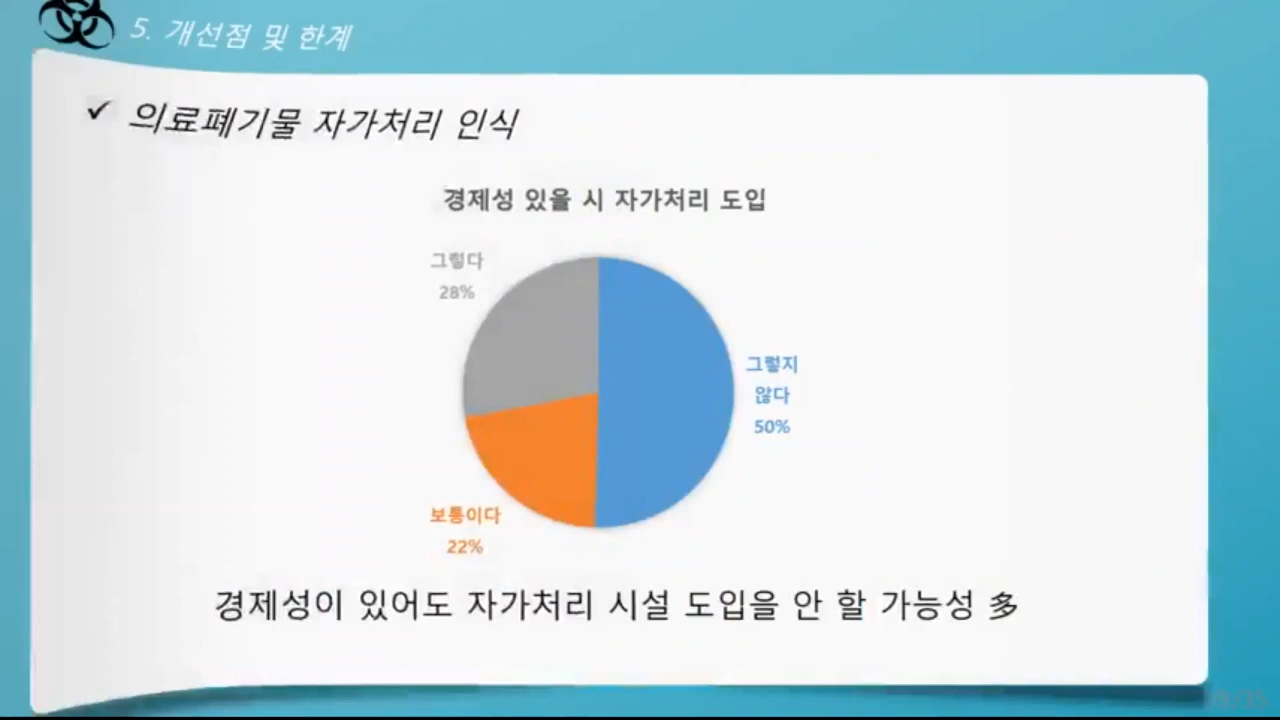 5. 개선점 및 한계
✓ 의료폐기물 자가처리 인식
경제성 있을 시 자가처리 도입
그렇다
28%
그렇지
않다
50%
보통이다
22%
경제성이 있어도 자가처리 시설 도입을 안 할 가능성 多